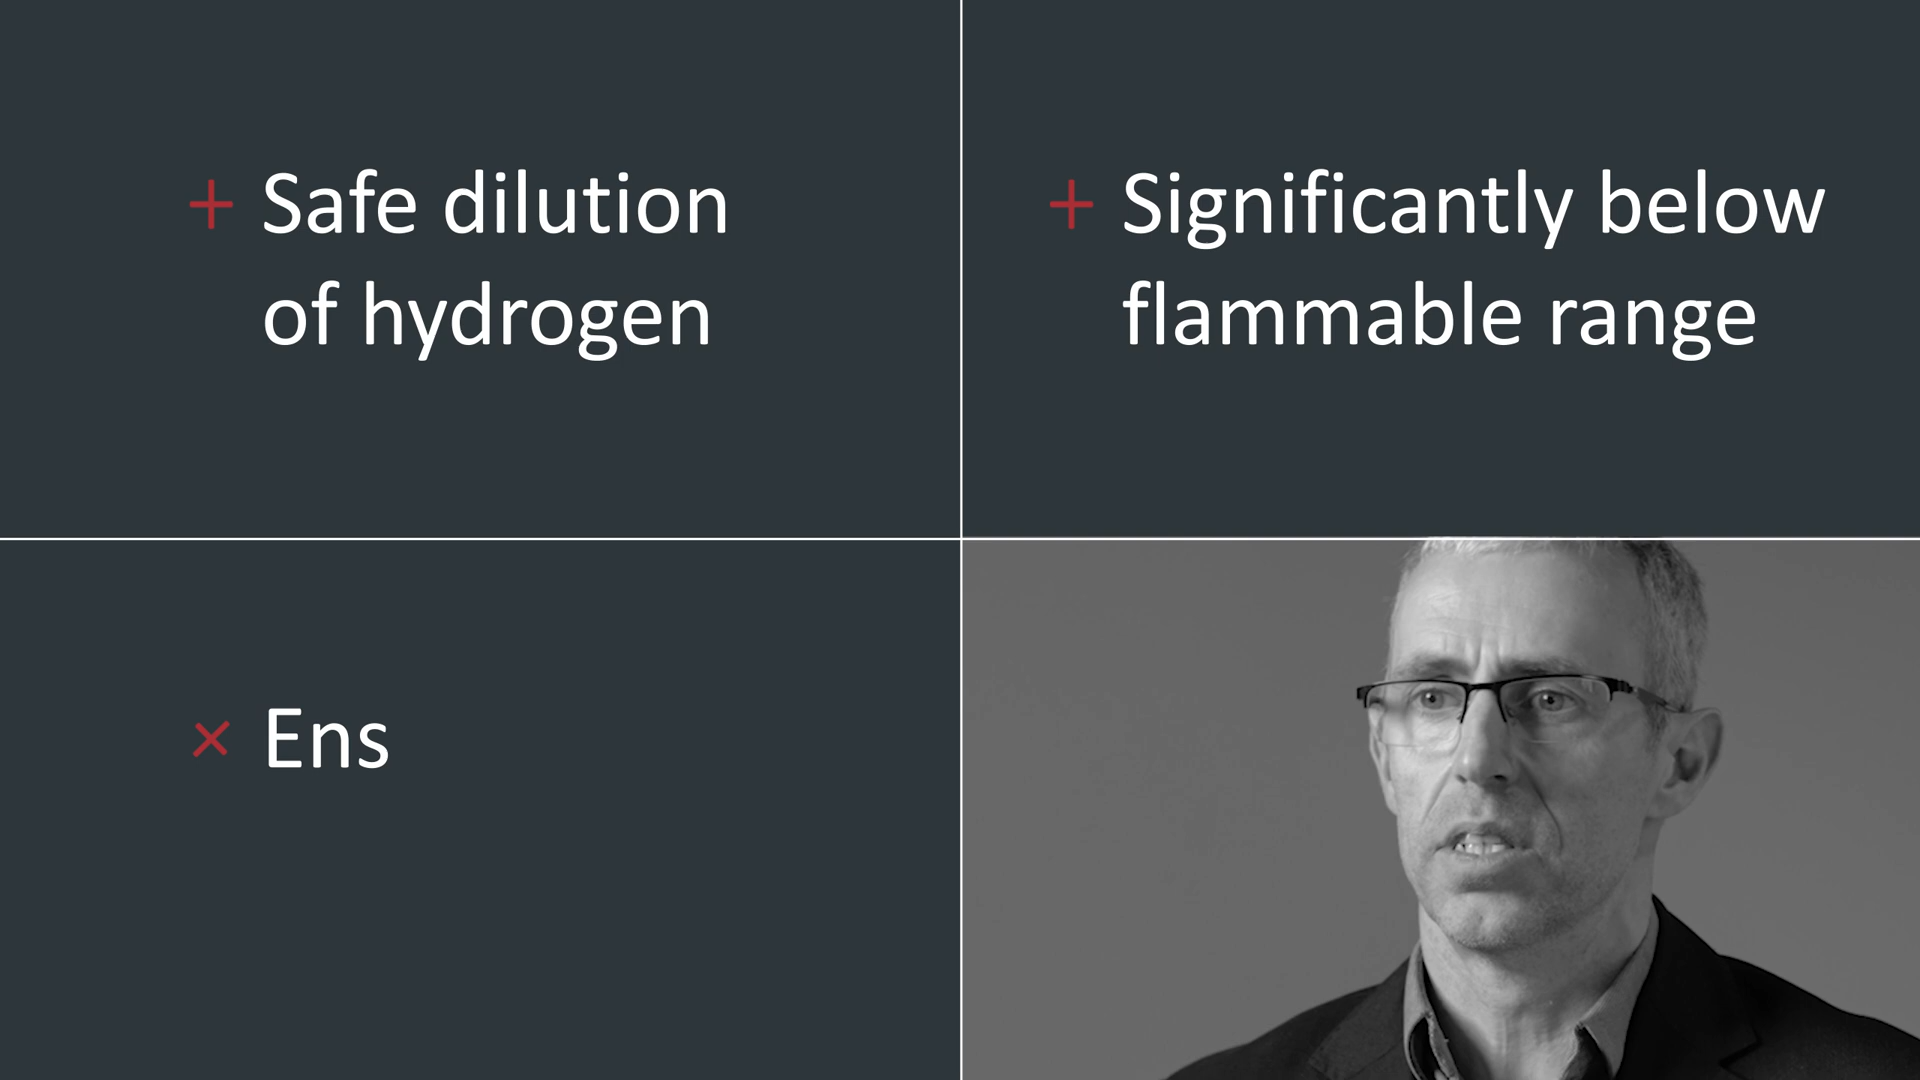 + Safe dilution
of hydrogen
+ Significantly below
flammable range
× Ens